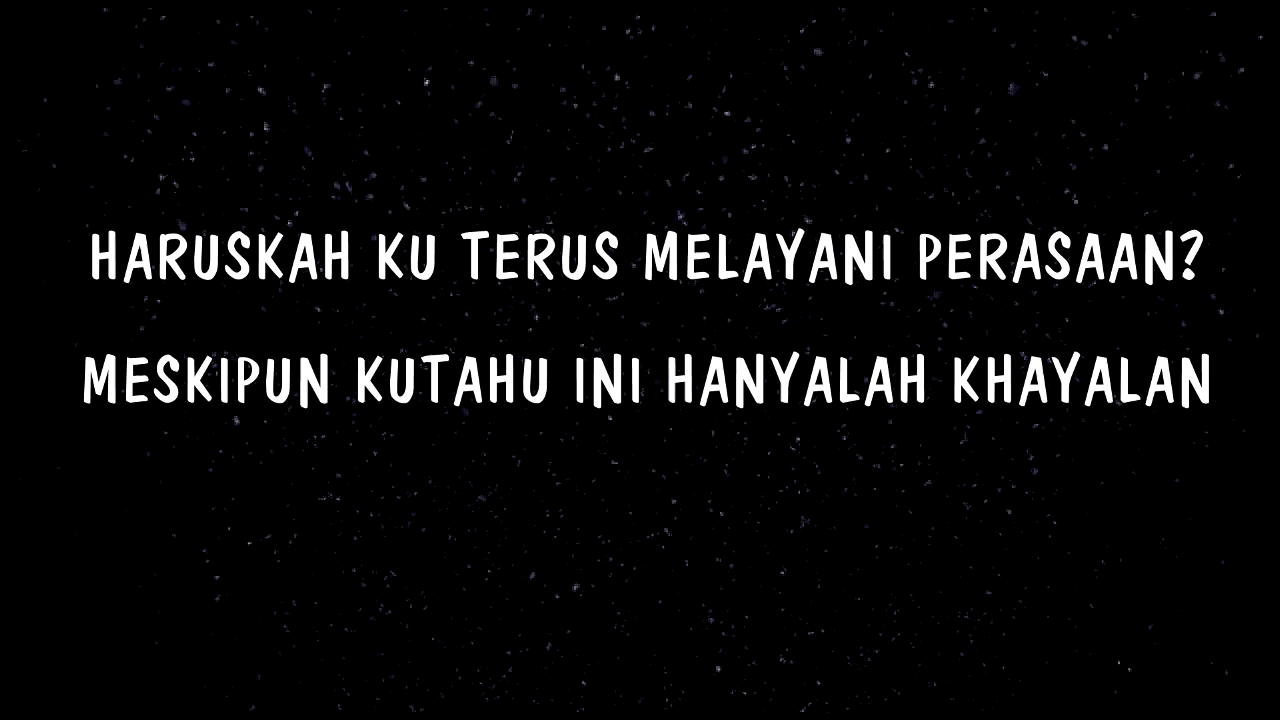 HARUSKAH KU TERUS MELAYANI PERASAAN?
MESKIPUN KUTAHU INI HANYALAH KHAYALAN